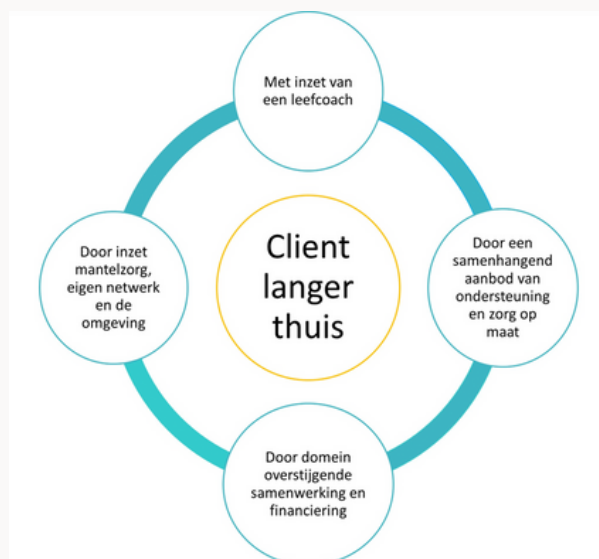 Met inzet van
een leefcoach
Door inzet
mantelzorg,
eigen netwerk
en de
omgeving
Client
langer
thuis
Door een
samenhangend
aanbod van
ondersteuning
en zorg op
maat
Door domein
overstijgende
samenwerking en
financiering